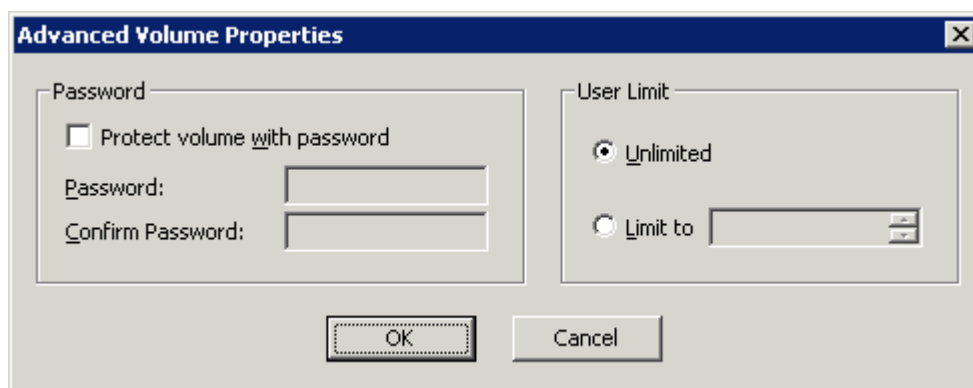 Advanced Volume Properties
Password
Protect volume with password
Password:
Confirm Password:
User Limit
Unlimited
Limit to
OK
Cancel